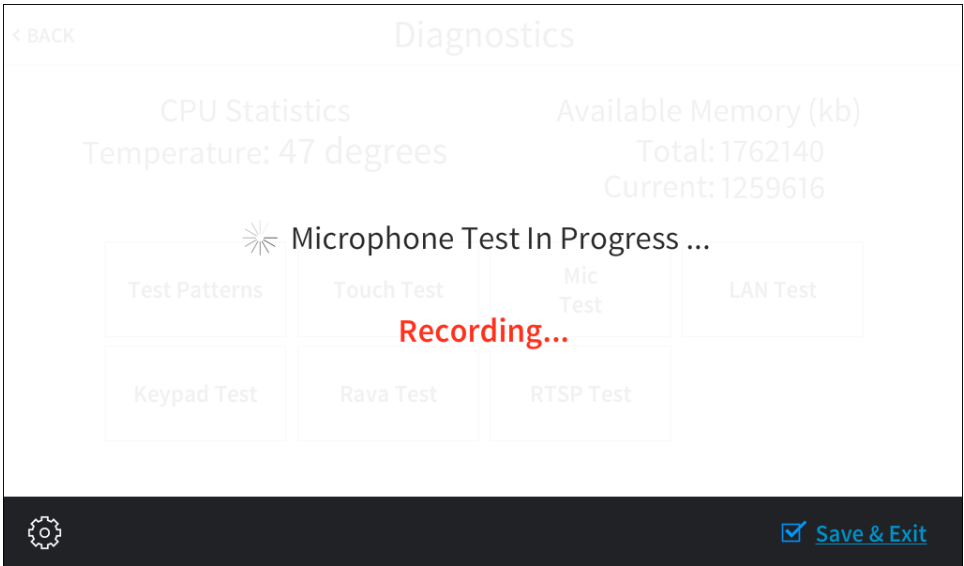 < BACK
Diagnostics
CPU Statistics
Temperature: 47 degrees
Available Memory (kb)
Total: 1762140
Current: 1259616
Microphone Test In Progress ...
Test Patterns
Touch Test
Mic
Test
LAN Test
Recording...
Keypad Test
Rava Test
RTSP Test
Save & Exit